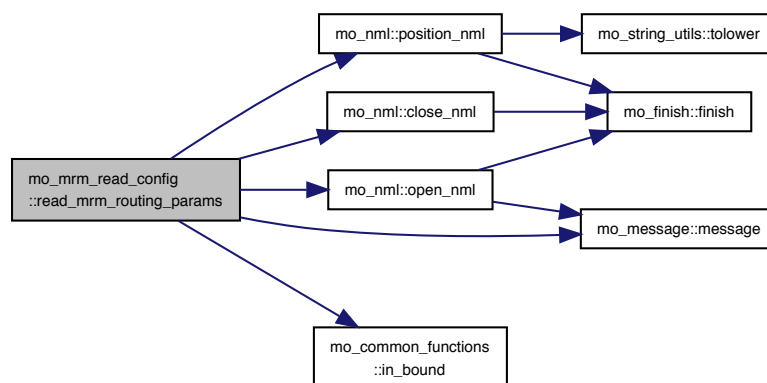 mo_nml::position_nml
mo_string_utils::tolower
mo_nml::close_nml
mo_finish::finish
mo_mrm_read_config
::read_mrm_routing_params
mo_nml::open_nml
mo_message::message
mo_common_functions
::in_bound